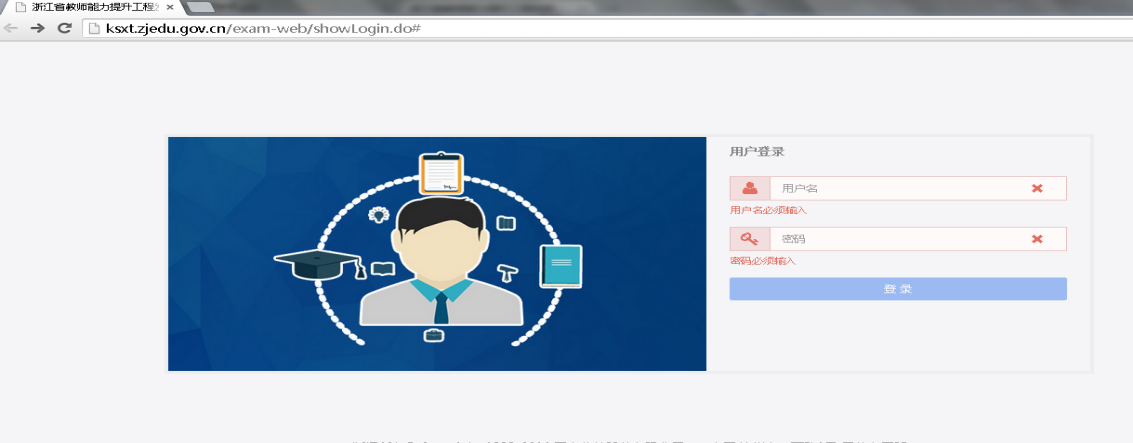 浙江省教师能力提升工程
ksxt.zjedu.gov.cn/exam-web/showLogin.do#
用户登录
用户名
用户名必须输入
密码
密码必须输入
登 录